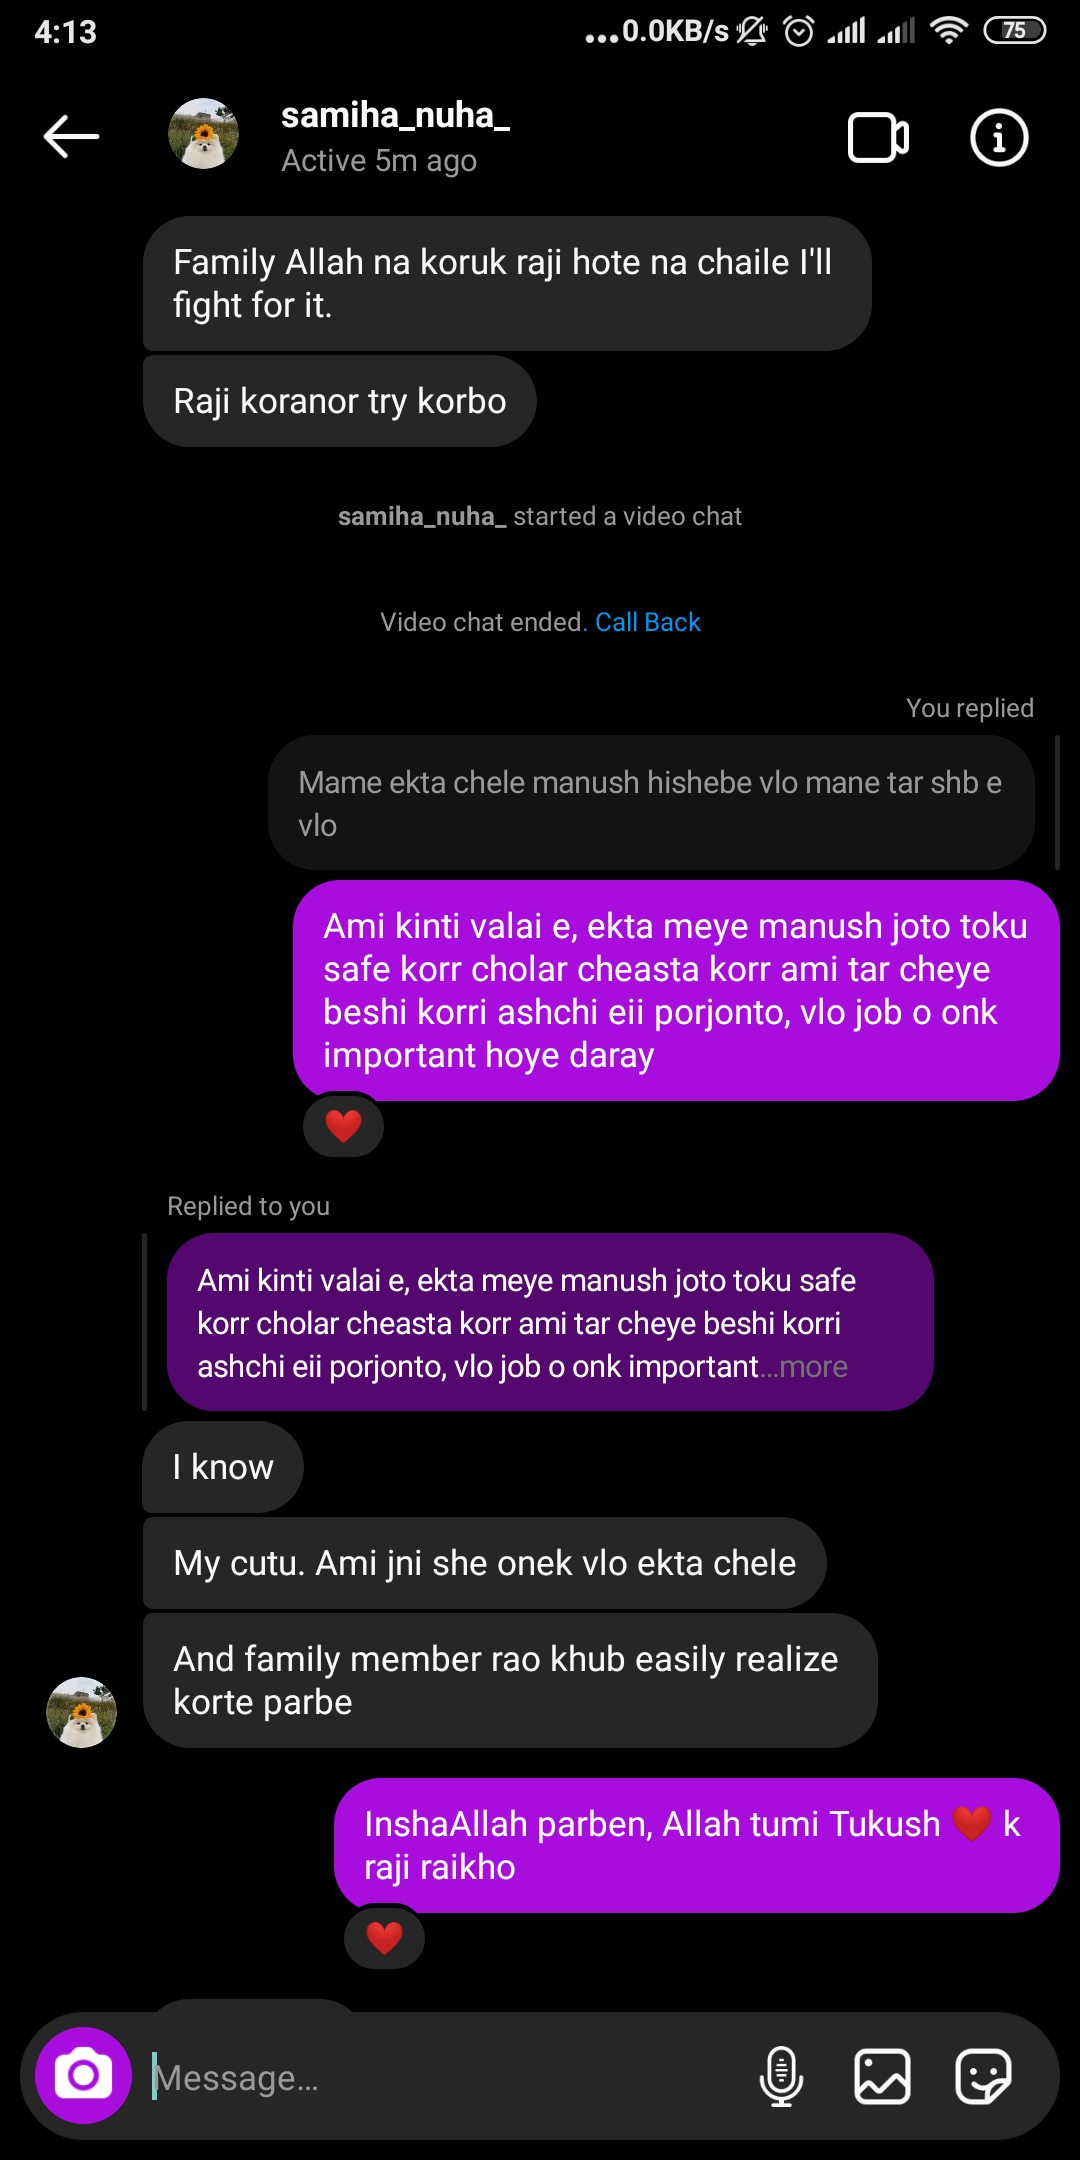 4:13
...0.0KB/s
75
samiha_nuha_
Active 5m ago
Family Allah na koruk raji hote na chaile I'll
fight for it.
Raji koranor try korbo
samiha_nuha_ started a video chat
Video chat ended. Call Back
You replied
Mame ekta chele manush hishebe vlo mane tar shb e
vlo
Ami kinti valai e, ekta meye manush joto toku
safe korr cholar cheasta korr ami tar cheye
beshi korri ashchi eii porjonto, vlo job o onk
important hoye daray
❤️
Replied to you
Ami kinti valai e, ekta meye manush joto toku safe
korr cholar cheasta korr ami tar cheye beshi korri
ashchi eii porjonto, vlo job o onk important...more
I know
My cutu. Ami jni she onek vlo ekta chele
And family member rao khub easily realize
korte parbe
InshaAllah parben, Allah tumi Tukush ❤️ k
raji raikho
❤️
Message...